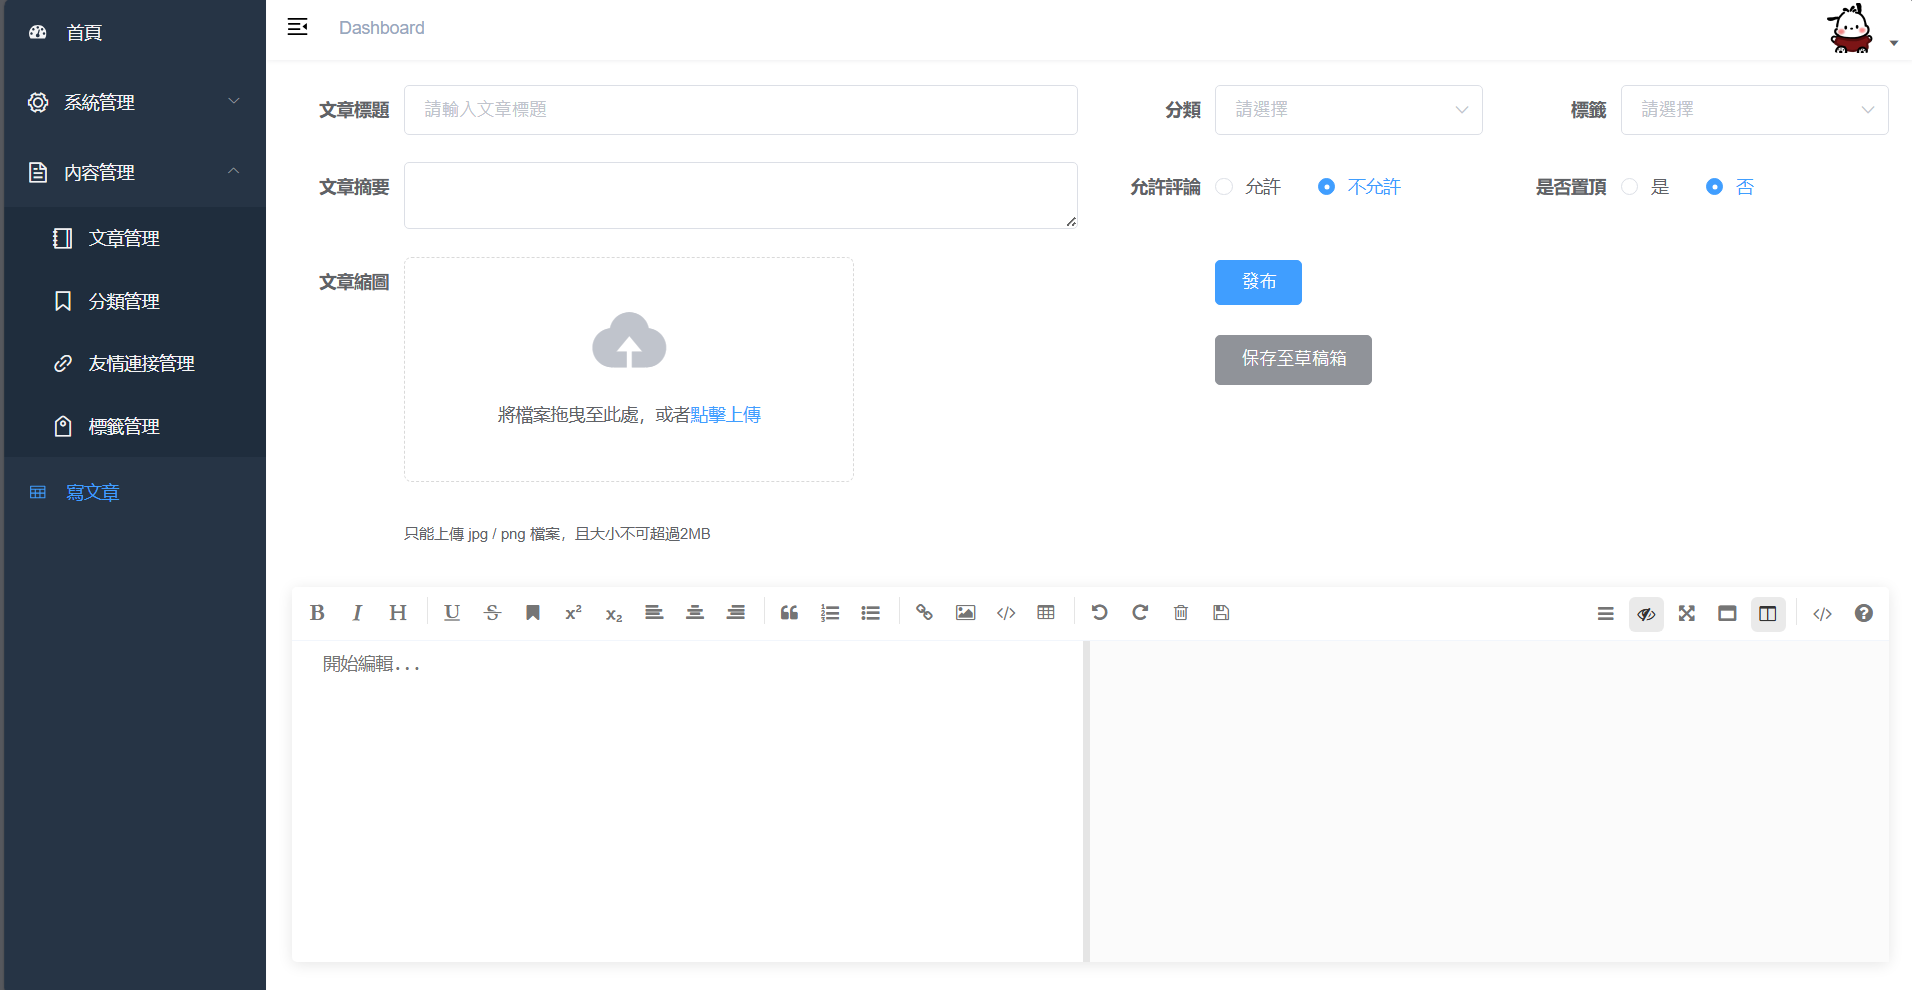 首頁
系統管理
內容管理
文章管理
分類管理
友情連接管理
標籤管理
寫文章
Dashboard
文章標題 請輸入文章標題 分類 請選擇 標籤 請選擇
文章摘要 允許評論 允許 不允許 是否置頂 是 否
文章縮圖 發布
保存至草稿箱
將檔案拖曳至此處，或者點擊上傳
只能上傳 jpg / png 檔案，且大小不可超過2MB
B I H U S x² x₂
開始編輯...